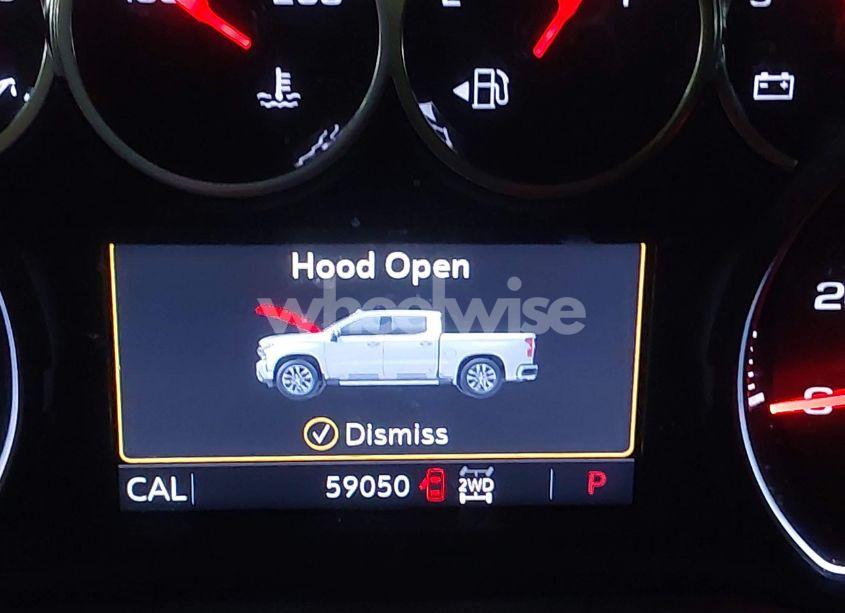 Hood Open
wheelwise
Dismiss
CAL 59050 2WD P